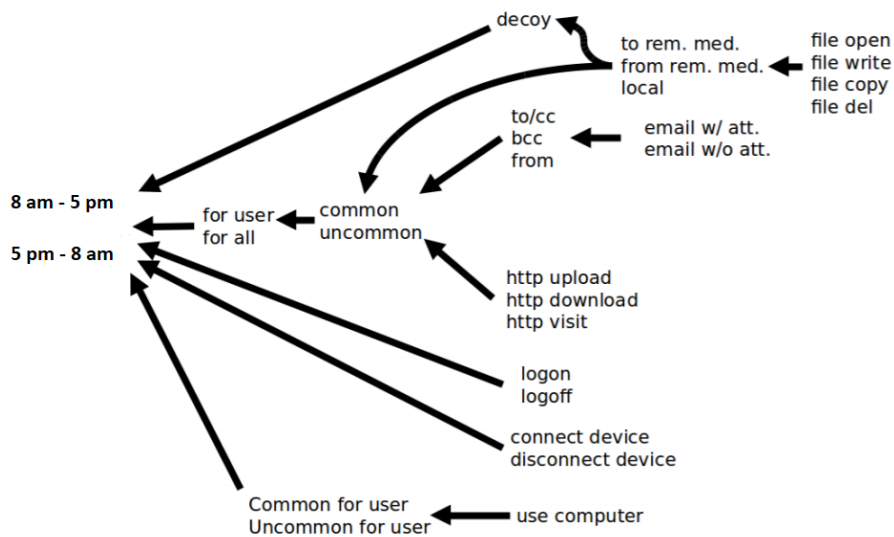 decoy
to rem. med.
from rem. med.
local
file open
file write
file copy
file del
to/cc
bcc
from
email w/ att.
email w/o att.
8 am - 5 pm
5 pm - 8 am
for user
for all
common
uncommon
http upload
http download
http visit
logon
logoff
connect device
disconnect device
Common for user
Uncommon for user
use computer